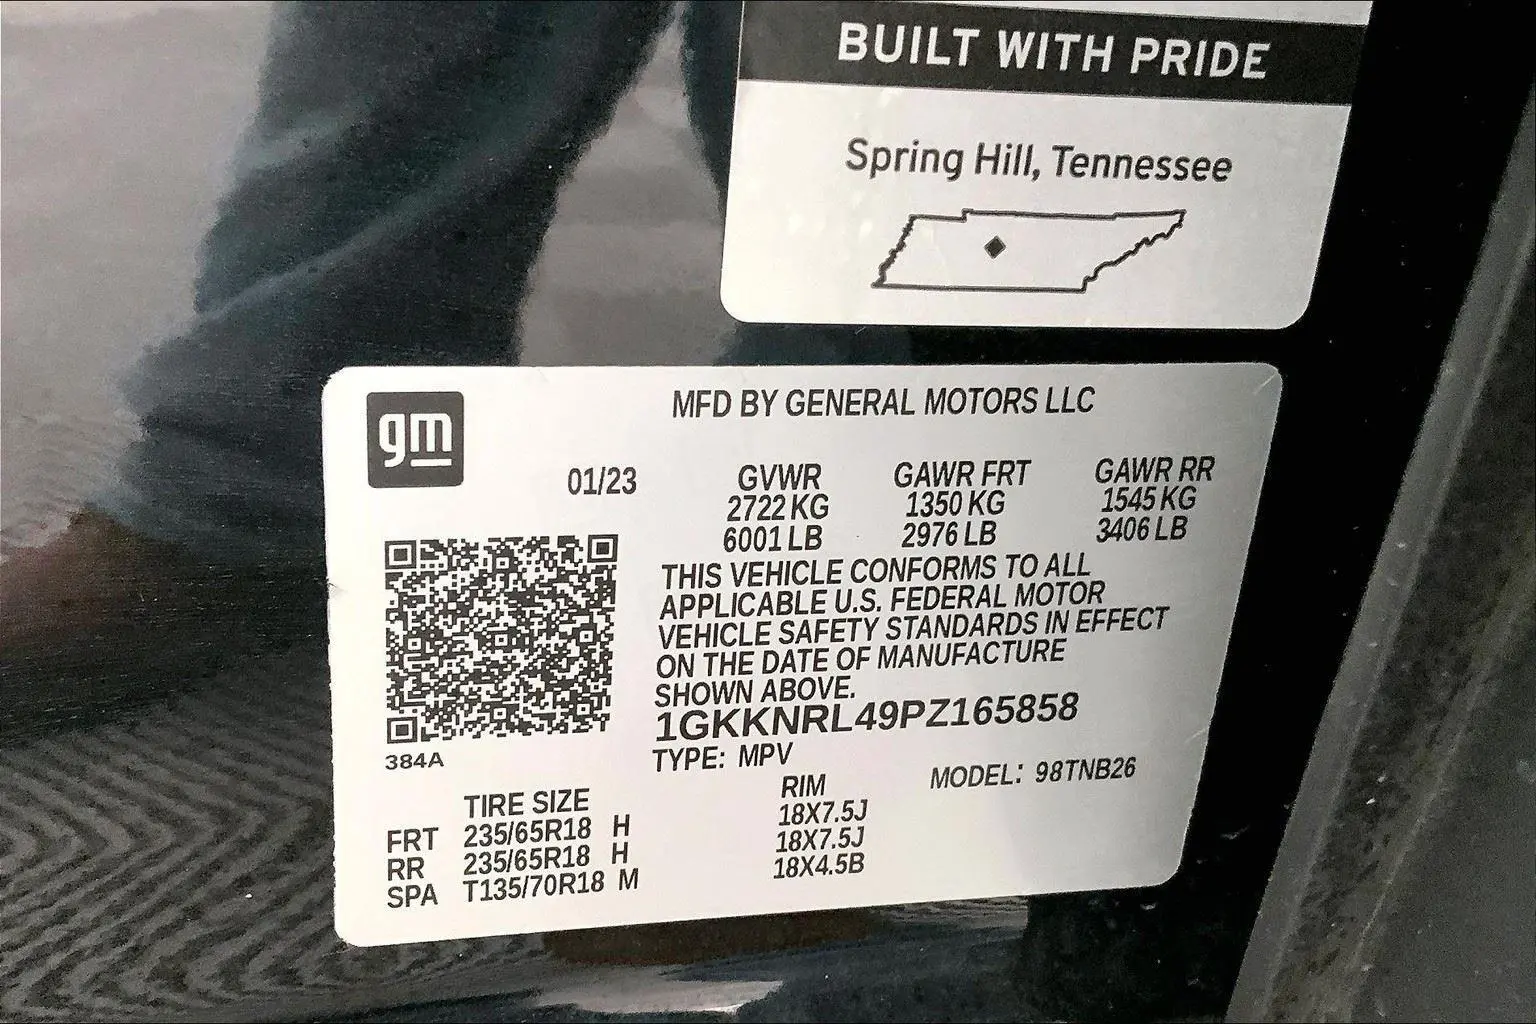 BUILT WITH PRIDE
Spring Hill, Tennessee
gm
MFD BY GENERAL MOTORS LLC
01/23
GVWR GAWR FRT GAWR RR
2722 KG 1350 KG 1545 KG
6001 LB 2976 LB 3406 LB
THIS VEHICLE CONFORMS TO ALL
APPLICABLE U.S. FEDERAL MOTOR
VEHICLE SAFETY STANDARDS IN EFFECT
ON THE DATE OF MANUFACTURE
SHOWN ABOVE.
1GKKNRL49PZ165858
384A
TYPE: MPV
MODEL: 98TNB26
TIRE SIZE RIM
FRT 235/65R18 H 18X7.5J
RR 235/65R18 H 18X7.5J
SPA T135/70R18 M 18X4.5B